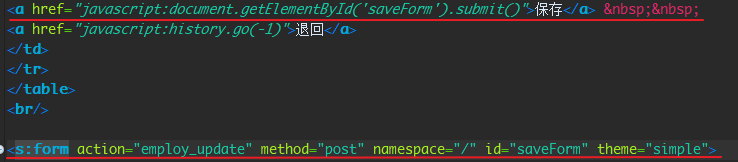 <a href="javascript:document.getElementById('saveForm').submit()">保存</a> &nbsp;&nbsp;
<a href="javascript:history.go(-1)">退回</a>
</td>
</tr>
</table>
<br/>
<s:form action="employ_update" method="post" namespace="/" id="saveForm" theme="simple">